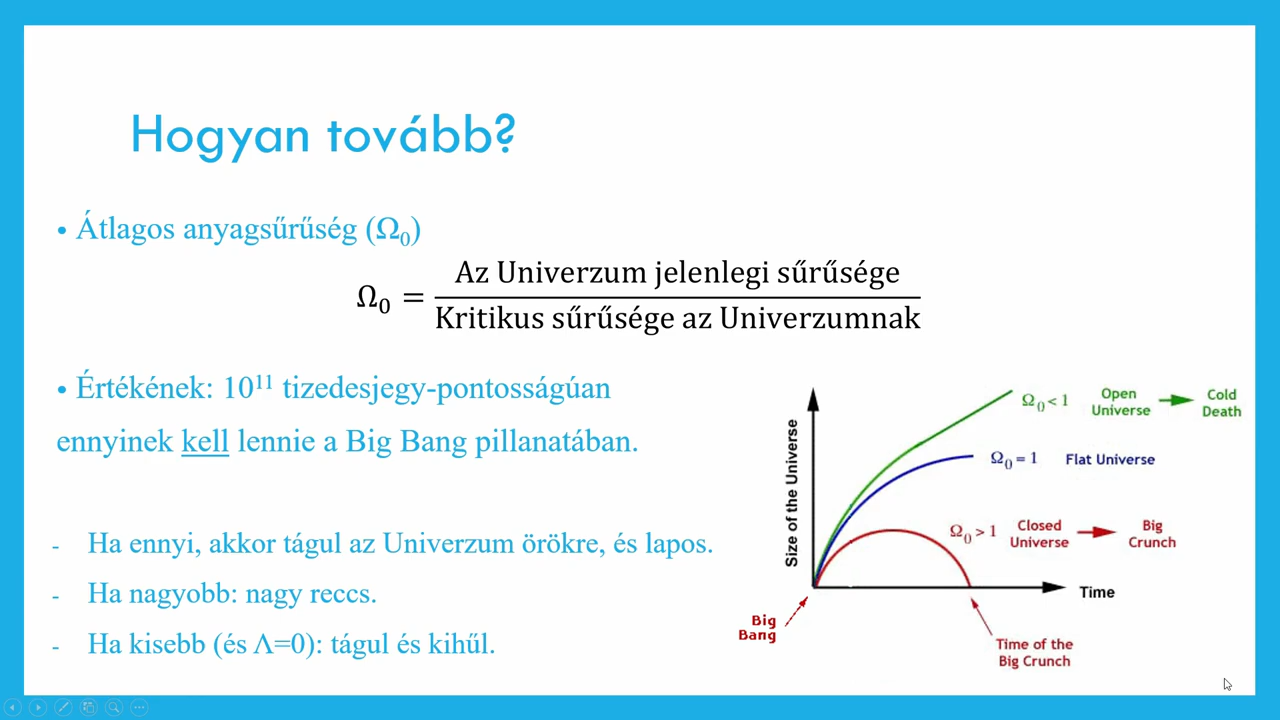 Hogyan tovább?
• Átlagos anyagsűrűség (Ω₀)
Ω₀ = Az Univerzum jelenlegi sűrűsége
Kritikus sűrűsége az Univerzumnak
• Értékének: 10¹¹ tizedesjegy-pontosságúan
ennyinek kell lennie a Big Bang pillanatában.
- Ha ennyi, akkor tágul az Univerzum örökre, és lapos.
- Ha nagyobb: nagy reccs.
- Ha kisebb (és Λ=0): tágul és kihűl.
Size of the Universe
Ω₀ < 1 Open Universe Cold Death
Ω₀ = 1 Flat Universe
Ω₀ > 1 Closed Universe Big Crunch
Time
Big
Bang
Time of the
Big Crunch